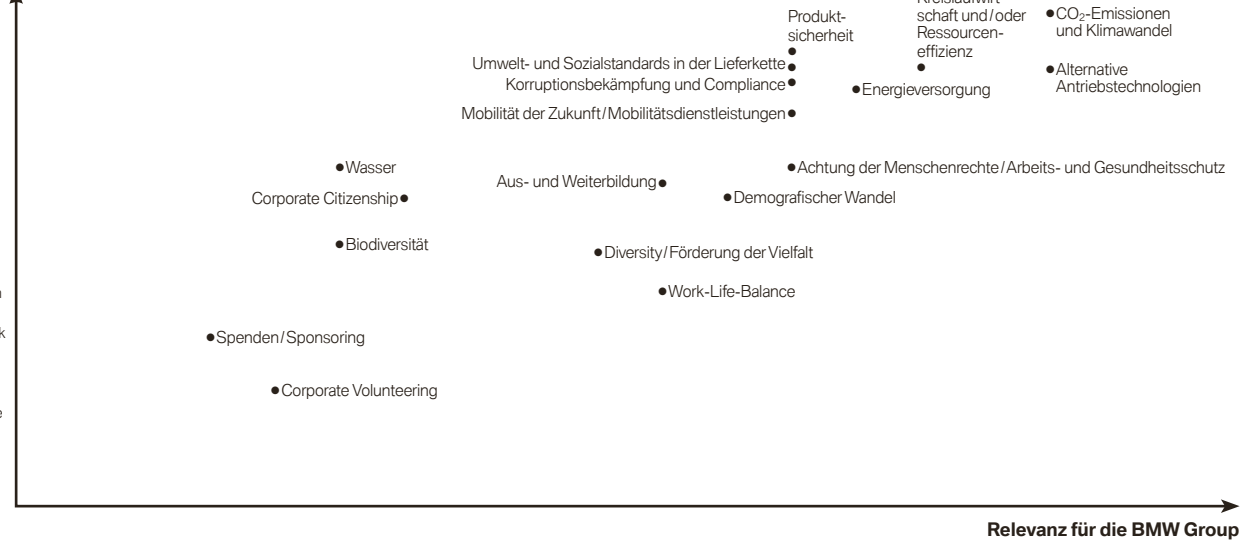 Produkt-
sicherheit
schaft und/oder
Ressourcen-
effizienz
CO₂-Emissionen
und Klimawandel
Umwelt- und Sozialstandards in der Lieferkette
Alternative
Antriebstechnologien
Korruptionsbekämpfung und Compliance
Energieversorgung
Mobilität der Zukunft/Mobilitätsdienstleistungen
Wasser
Achtung der Menschenrechte/Arbeits- und Gesundheitsschutz
Aus- und Weiterbildung
Corporate Citizenship
Demografischer Wandel
Biodiversität
Diversity/Förderung der Vielfalt
Work-Life-Balance
Spenden/Sponsoring
Corporate Volunteering
Relevanz für die BMW Group